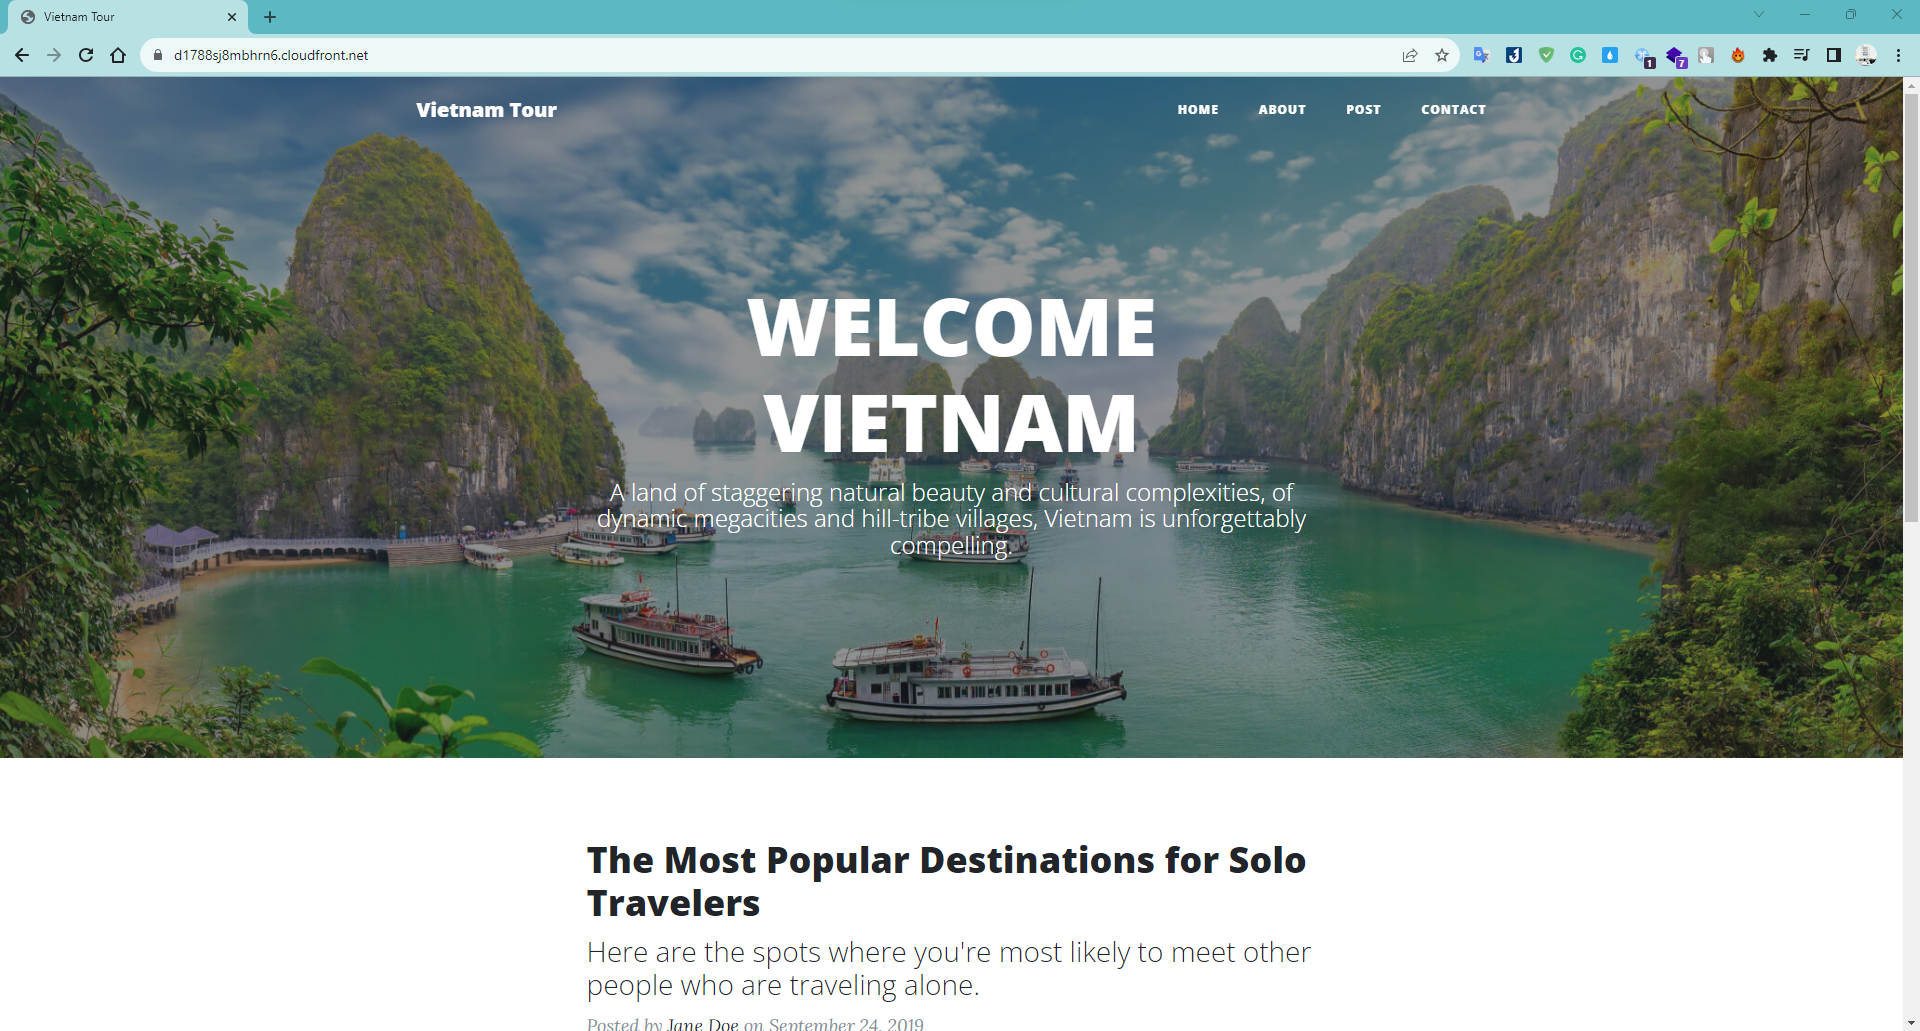 Vietnam Tour
d1788sj8mbhrn6.cloudfront.net
1
7
Vietnam Tour
HOME ABOUT POST CONTACT
WELCOME
VIETNAM
A land of staggering natural beauty and cultural complexities, of
dynamic megacities and hill-tribe villages, Vietnam is unforgettably
compelling.
The Most Popular Destinations for Solo
Travelers
Here are the spots where you're most likely to meet other
people who are traveling alone.
Posted by Jane Doe on September 24, 2019